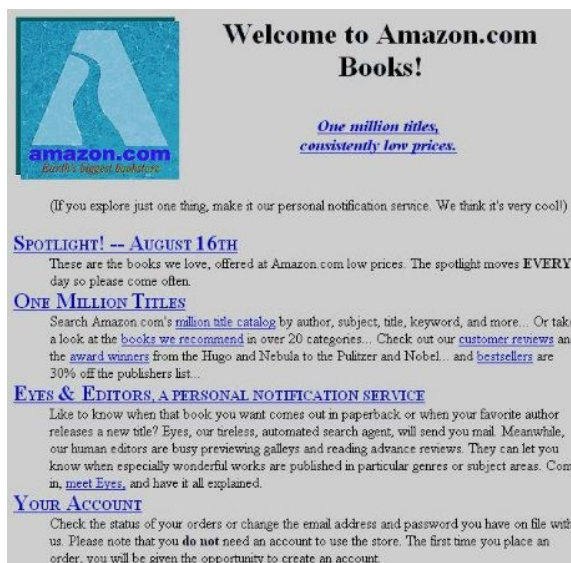 Welcome to Amazon.com
Books!
amazon.com
Earth's biggest bookstore
One million titles,
consistently low prices.
(If you explore just one thing, make it our personal notification service. We think it's very cool!)
SPOTLIGHT! -- AUGUST 16TH
These are the books we love, offered at Amazon.com low prices. The spotlight moves EVERY
day so please come often.
ONE MILLION TITLES
Search Amazon.com's million title catalog by author, subject, title, keyword, and more... Or take
a look at the books we recommend in over 20 categories... Check out our customer reviews an
the award winners from the Hugo and Nebula to the Pulitzer and Nobel... and bestsellers are
30% off the publishers list...
EYES & EDITORS, A PERSONAL NOTIFICATION SERVICE
Like to know when that book you want comes out in paperback or when your favorite author
releases a new title? Eyes, our tireless, automated search agent, will send you mail. Meanwhile,
our human editors are busy previewing galleys and reading advance reviews. They can let you
know when especially wonderful works are published in particular genres or subject areas. Com
in, meet Eyes, and have it all explained.
YOUR ACCOUNT
Check the status of your orders or change the email address and password you have on file with
us. Please note that you do not need an account to use the store. The first time you place an
order, you will be given the opportunity to create an account.